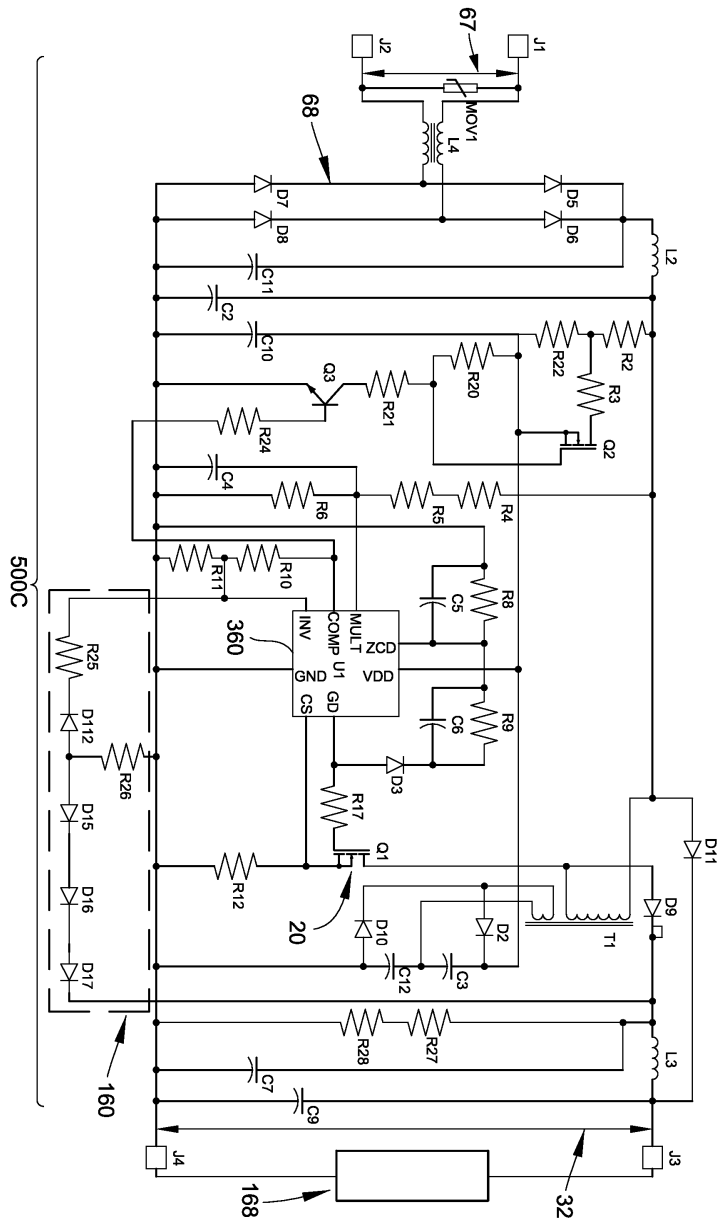 J1
J2
67
MOV1
L4
D5
D6
D7
D8
68
L2
C11
C2
C10
R2
R22
R3
Q2
R20
R21
Q3
R24
C4
R4
R5
R6
R8
C5
R10
R11
ZCD
VDD
MULT
COMP
U1
INV
GND
GD
CS
360
R9
C6
D3
R17
Q1
20
R12
D11
D9
T1
D2
D10
C3
C12
L3
R27
R28
C7
C9
R25
D112
R26
D15
D16
D17
160
J3
J4
32
168
500C